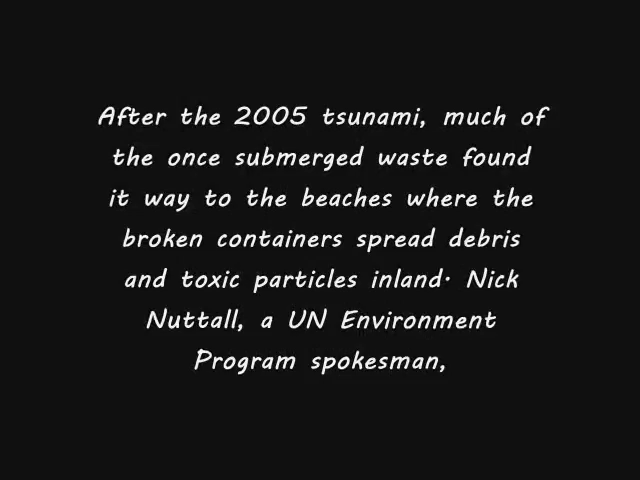 After the 2005 tsunami, much of
the once submerged waste found
it way to the beaches where the
broken containers spread debris
and toxic particles inland. Nick
Nuttall, a UN Environment
Program spokesman,